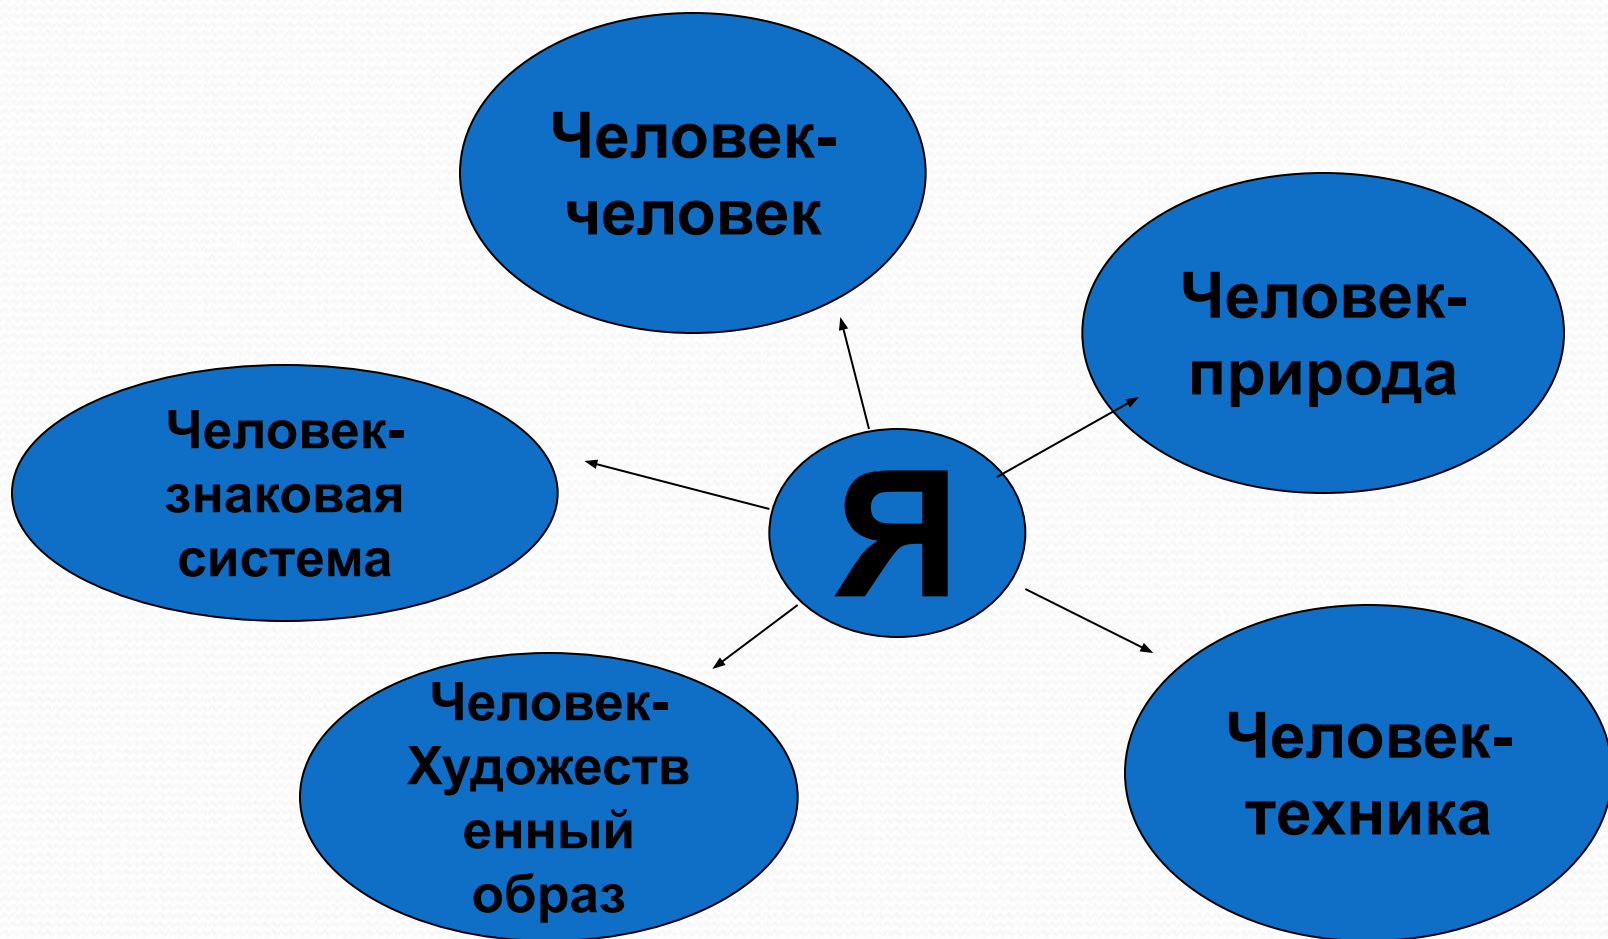 Человек-
человек
Человек-
природа
Человек-
знаковая
система
Я
Человек-
Художеств
енный
образ
Человек-
техника